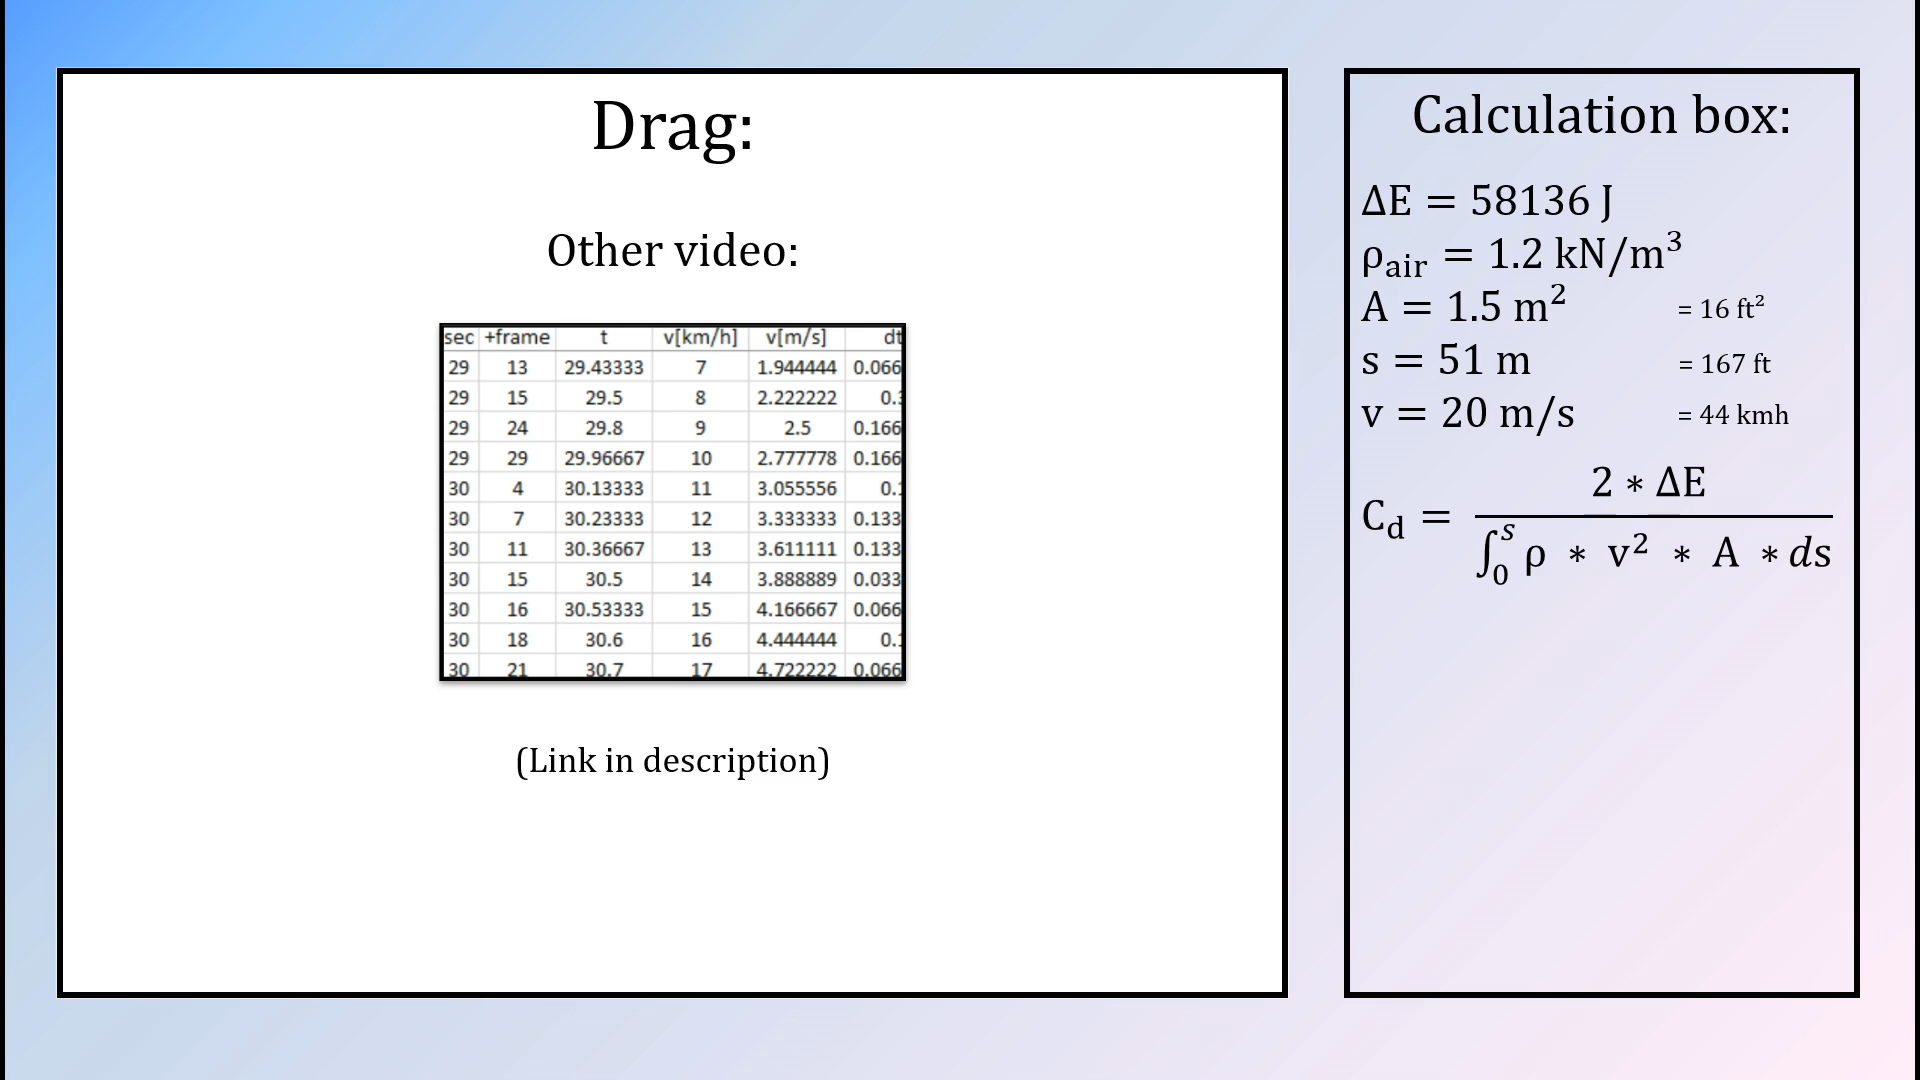 Drag:
Other video:
sec +frame t v[km/h] v[m/s] dt
29 13 29.43333 7 1.944444 0.066
29 15 29.5 8 2.222222 0.3
29 24 29.8 9 2.5 0.166
29 29 29.96667 10 2.777778 0.166
30 4 30.13333 11 3.055556 0.1
30 7 30.23333 12 3.333333 0.133
30 11 30.36667 13 3.611111 0.133
30 15 30.5 14 3.888889 0.033
30 16 30.53333 15 4.166667 0.066
30 18 30.6 16 4.444444 0.1
30 21 30.7 17 4.722222 0.066
(Link in description)
Calculation box:
ΔE = 58136 J
ρair = 1.2 kN/m³
A = 1.5 m² = 16 ft²
s = 51 m = 167 ft
v = 20 m/s = 44 kmh
2 ∗ ΔE
Cd =
∫₀ˢ ρ ∗ v² ∗ A ∗ ds